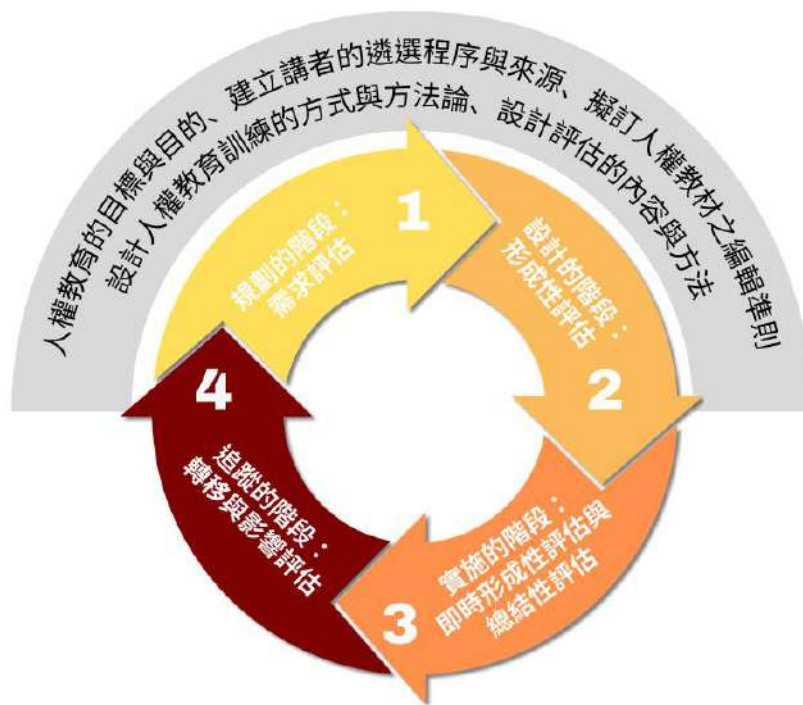 人權教育的目標與目的、建立講者的遴選程序與來源、擬訂人權教材之編輯準則
設計人權教育訓練的方式與方法論、設計評估的內容與方法
1
規劃的階段：
需求評估
2
設計的階段：
形成性評估
3
實施的階段：
即時形成性評估與
總結性評估
4
追蹤的階段：
轉移與影響評估